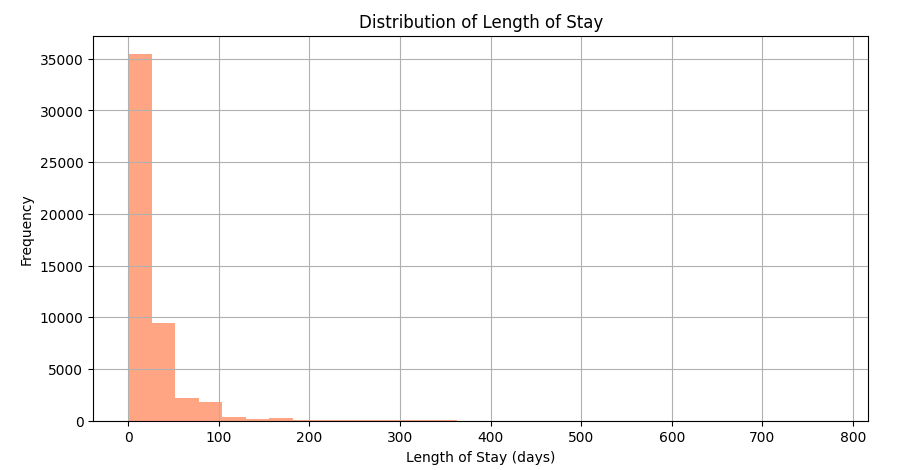 Distribution of Length of Stay
35000
30000
25000
20000
15000
10000
5000
0
Frequency
0 100 200 300 400 500 600 700 800
Length of Stay (days)